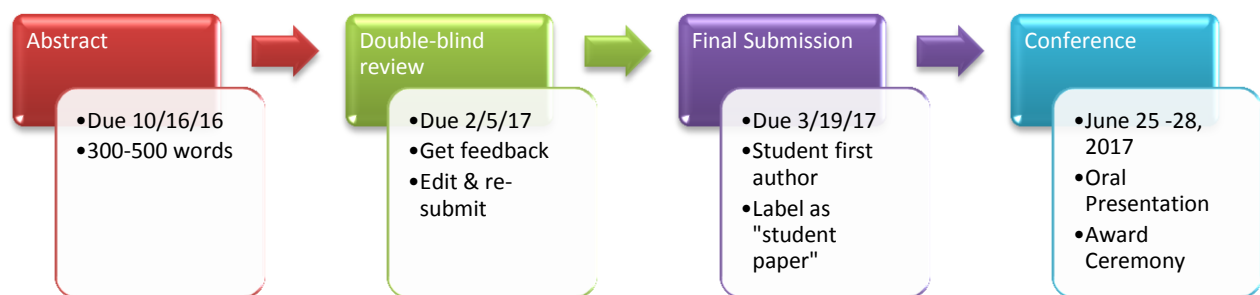 Abstract
•Due 10/16/16
•300-500 words
Double-blind
review
•Due 2/5/17
•Get feedback
•Edit & re-
submit
Final Submission
•Due 3/19/17
•Student first
author
•Label as
"student
paper"
Conference
•June 25 -28,
2017
•Oral
Presentation
•Award
Ceremony